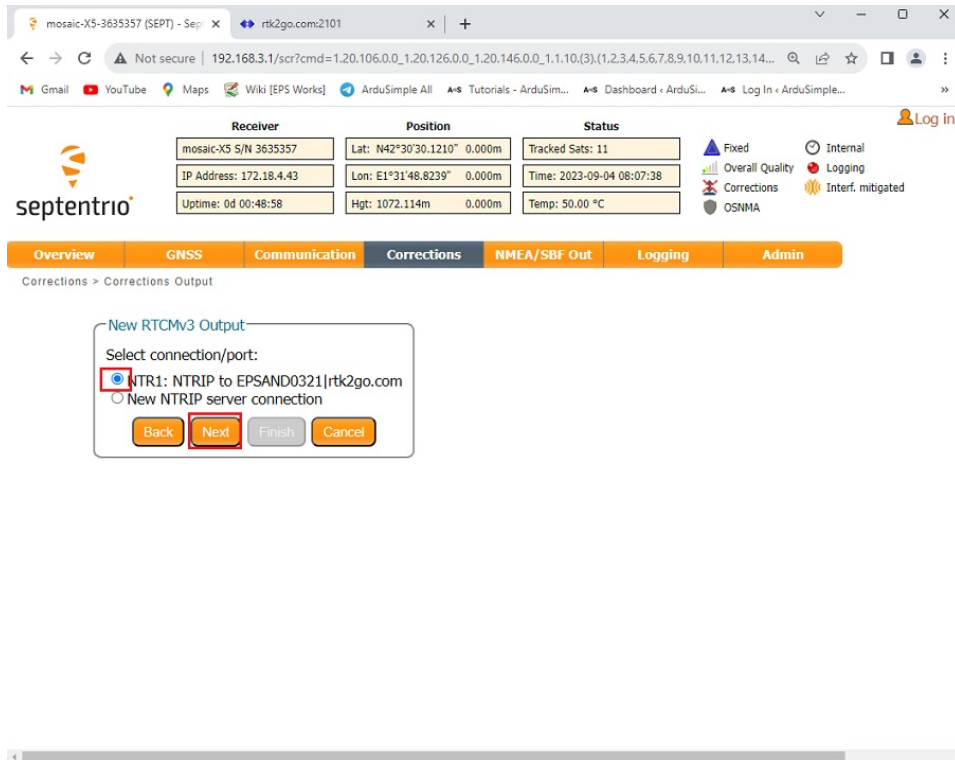 mosaic-X5-3635357 (SEPT) - Sep
rtk2go.com:2101
Not secure | 192.168.3.1/scr?cmd=1.20.106.0.0_1.20.126.0.0_1.20.146.0.0_1.1.10.(3).(1.2.3.4.5.6.7.8.9.10.11.12.13.14...
Gmail YouTube Maps Wiki [EPS Works] ArduSimple All Tutorials - ArduSim... Dashboard ‹ ArduSi... Log In ‹ ArduSimple... »
Log in
Receiver Position Status
mosaic-X5 S/N 3635357 Lat: N42°30'30.1210" 0.000m Tracked Sats: 11 Fixed Internal
IP Address: 172.18.4.43 Lon: E1°31'48.8239" 0.000m Time: 2023-09-04 08:07:38 Overall Quality Logging
Corrections Interf. mitigated
septentrio Uptime: 0d 00:48:58 Hgt: 1072.114m 0.000m Temp: 50.00 °C OSNMA
Overview GNSS Communication Corrections NMEA/SBF Out Logging Admin
Corrections > Corrections Output
New RTCMv3 Output
Select connection/port:
NTR1: NTRIP to EPSAND0321|rtk2go.com
New NTRIP server connection
Back Next Finish Cancel